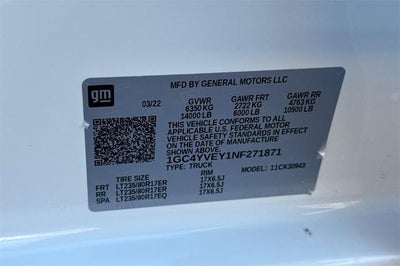 gm
MFD BY GENERAL MOTORS LLC
03/22 GVWR GAWR FRT GAWR RR
6350 KG 2722 KG 4763 KG
14000 LB 6000 LB 10500 LB
THIS VEHICLE CONFORMS TO ALL
APPLICABLE U.S. FEDERAL MOTOR
VEHICLE SAFETY STANDARDS IN EFFECT
ON THE DATE OF MANUFACTURE
SHOWN ABOVE.
1GC4YVEY1NF271871
TYPE: TRUCK MODEL: 11CK30943
TIRE SIZE RIM
FRT LT235/80R17ER 17X6.5J
RR LT235/80R17ER 17X6.5J
SPA LT235/80R17EQ 17X6.5J